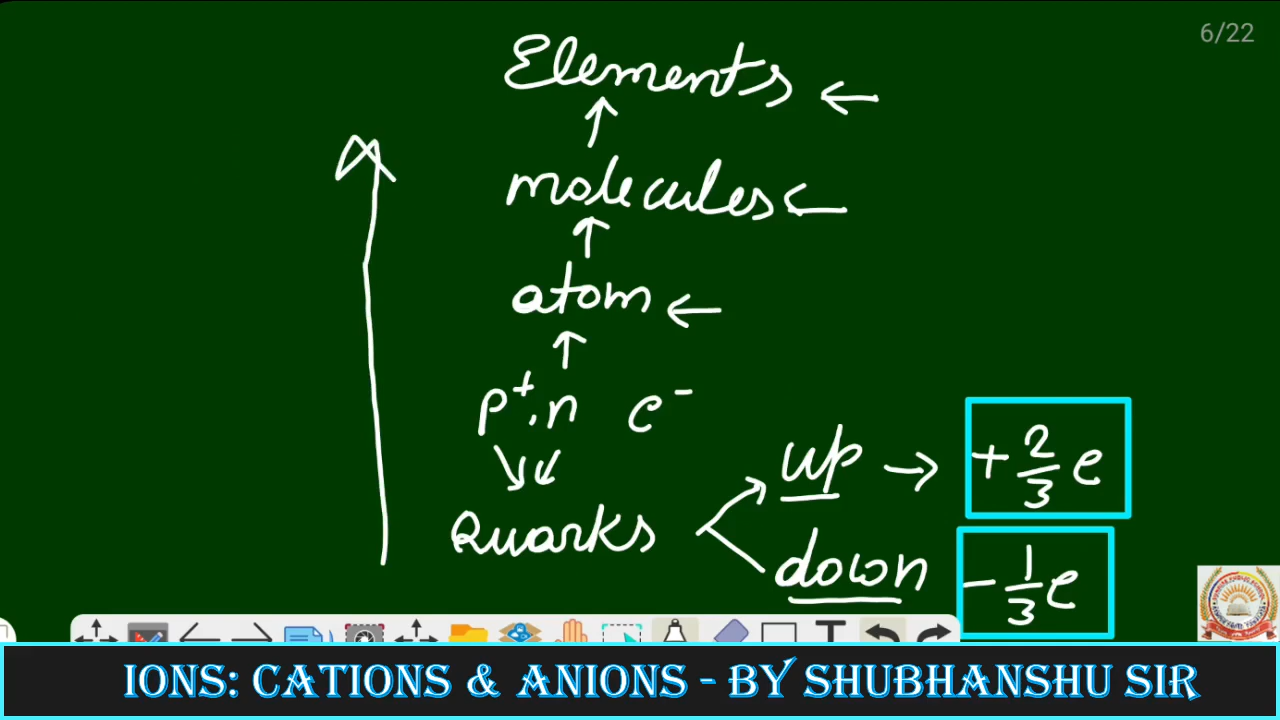 6/22
Elements ←
↑
molecules ←
↑
atom ←
↑
p⁺, n e⁻
Quarks
up → +2/3 e
down -1/3 e
T
IONS: CATIONS & ANIONS - BY SHUBHANSHU SIR